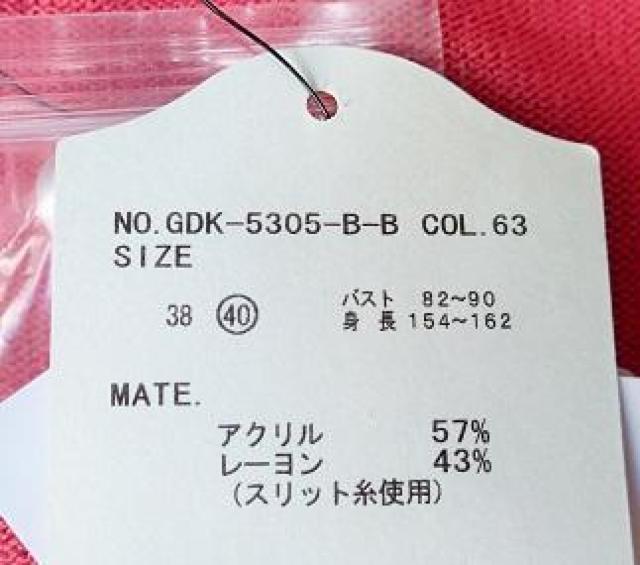 NO.GDK-5305-B-B COL.63
SIZE
38 ㊵ バスト 82~90
身長 154~162
MATE.
アクリル 57%
レーヨン 43%
(スリット糸使用)